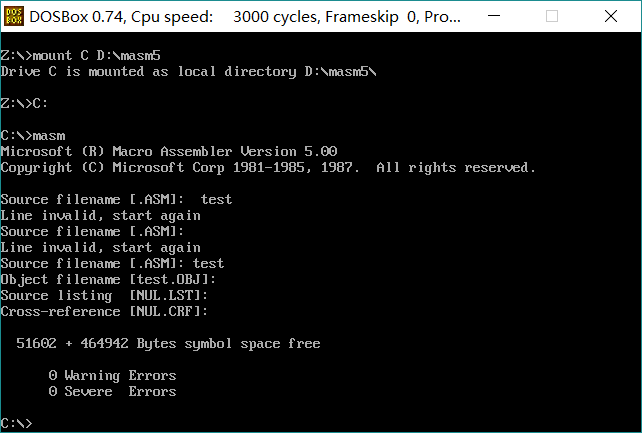 DOSBox 0.74, Cpu speed:    3000 cycles, Frameskip  0, Pro...
Z:\>mount C D:\masm5
Drive C is mounted as local directory D:\masm5\
Z:\>C:
C:\>masm
Microsoft (R) Macro Assembler Version 5.00
Copyright (C) Microsoft Corp 1981-1985, 1987.  All rights reserved.
Source filename [.ASM]:  test
Line invalid, start again
Source filename [.ASM]:
Line invalid, start again
Source filename [.ASM]: test
Object filename [test.OBJ]:
Source listing  [NUL.LST]:
Cross-reference [NUL.CRF]:
  51602 + 464942 Bytes symbol space free
      0 Warning Errors
      0 Severe  Errors
C:\>